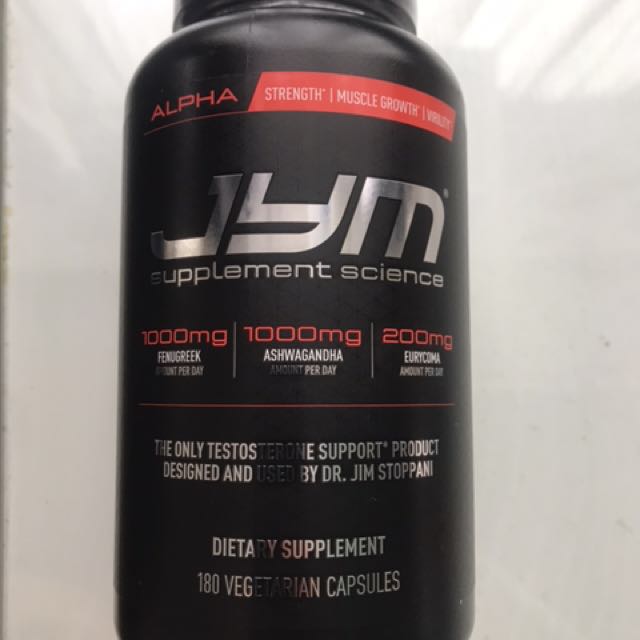 ALPHA STRENGTH* | MUSCLE GROWTH* | VIRILITY*
JYM®
supplement science
1000mg 1000mg 200mg
FENUGREEK ASHWAGANDHA EURYCOMA
AMOUNT PER DAY AMOUNT PER DAY AMOUNT PER DAY
THE ONLY TESTOSTERONE SUPPORT* PRODUCT
DESIGNED AND USED BY DR. JIM STOPPANI
DIETARY SUPPLEMENT
180 VEGETARIAN CAPSULES